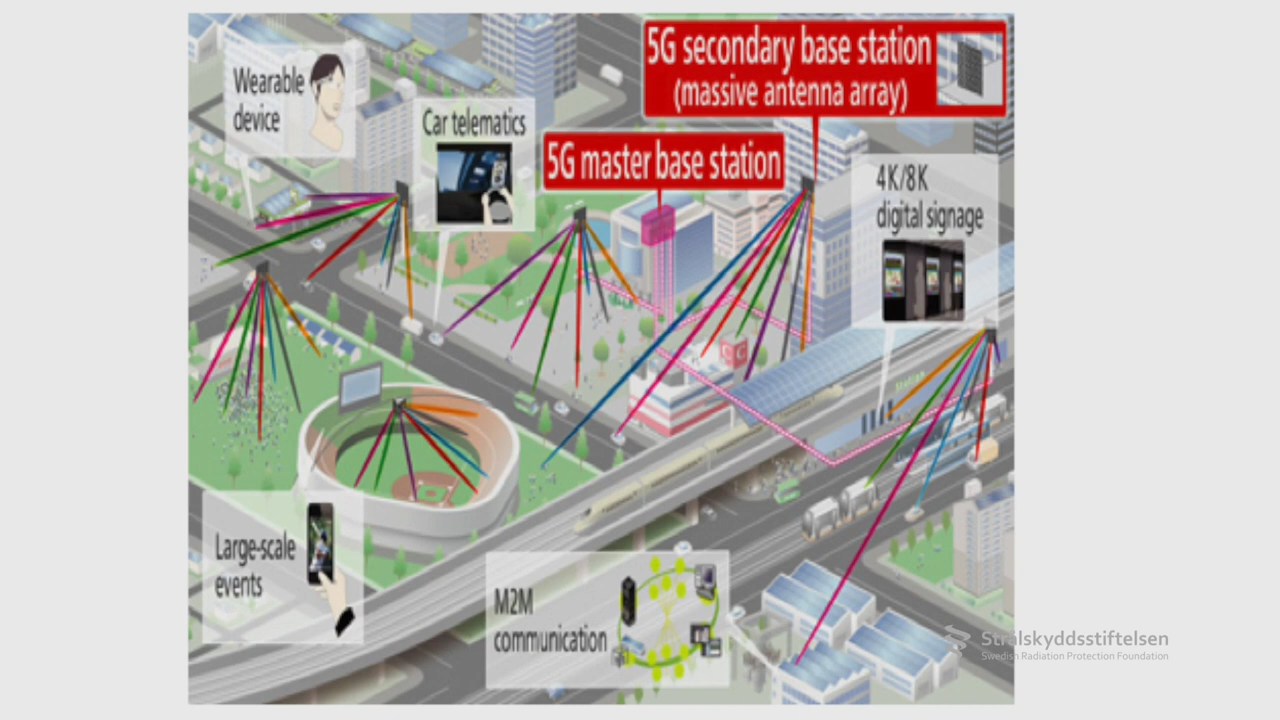 Wearable
device
Car telematics
5G secondary base station
(massive antenna array)
5G master base station
4K/8K
digital signage
Station
Large-scale
events
M2M
communication
Strålskyddsstiftelsen
Swedish Radiation Protection Foundation